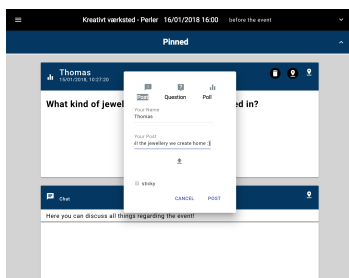 Kreativt værksted - Perler 16/01/2018 16:00 before the event
Pinned
Thomas
15/01/2018, 10:27:20
What kind of jewel
ed in?
Post Question Poll
Your Name
Thomas
Your Post
ll the jewellery we create home :)
sticky
CANCEL POST
Chat
Here you can discuss all things regarding the event!